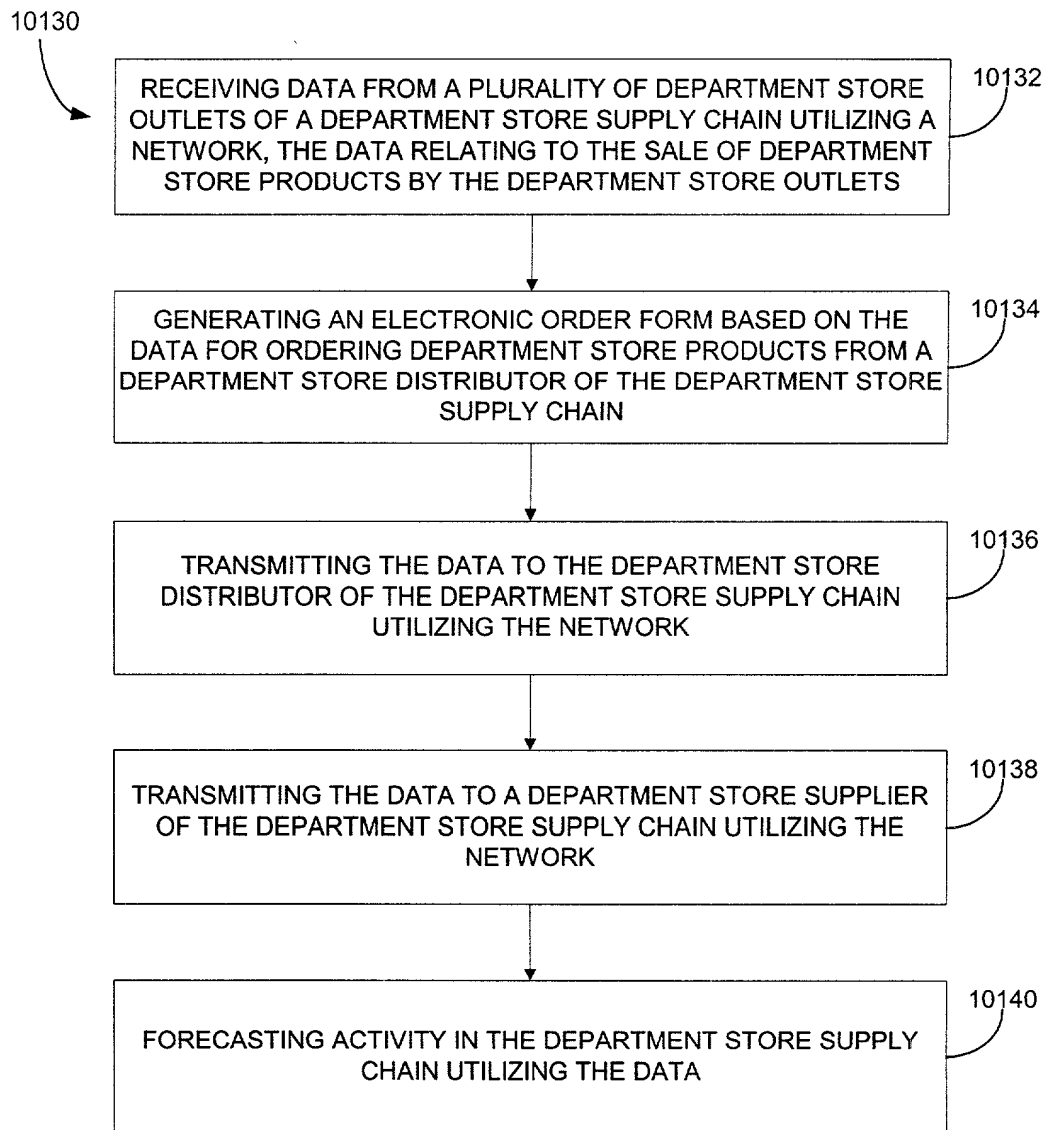 10130
RECEIVING DATA FROM A PLURALITY OF DEPARTMENT STORE
OUTLETS OF A DEPARTMENT STORE SUPPLY CHAIN UTILIZING A
NETWORK, THE DATA RELATING TO THE SALE OF DEPARTMENT
STORE PRODUCTS BY THE DEPARTMENT STORE OUTLETS
10132
GENERATING AN ELECTRONIC ORDER FORM BASED ON THE
DATA FOR ORDERING DEPARTMENT STORE PRODUCTS FROM A
DEPARTMENT STORE DISTRIBUTOR OF THE DEPARTMENT STORE
SUPPLY CHAIN
10134
TRANSMITTING THE DATA TO THE DEPARTMENT STORE
DISTRIBUTOR OF THE DEPARTMENT STORE SUPPLY CHAIN
UTILIZING THE NETWORK
10136
TRANSMITTING THE DATA TO A DEPARTMENT STORE SUPPLIER
OF THE DEPARTMENT STORE SUPPLY CHAIN UTILIZING THE
NETWORK
10138
FORECASTING ACTIVITY IN THE DEPARTMENT STORE SUPPLY
CHAIN UTILIZING THE DATA
10140